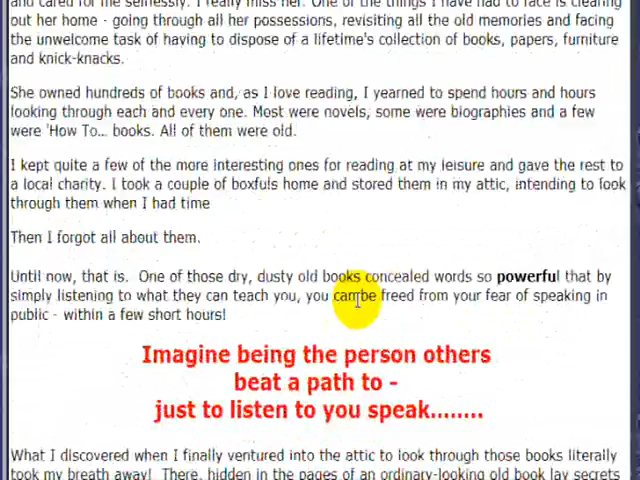 and cared for me selflessly. I really miss her. One of the things I have had to face is clearing
out her home - going through all her possessions, revisiting all the old memories and facing
the unwelcome task of having to dispose of a lifetime's collection of books, papers, furniture
and knick-knacks.
She owned hundreds of books and, as I love reading, I yearned to spend hours and hours
looking through each and every one. Most were novels, some were biographies and a few
were 'How To... books. All of them were old.
I kept quite a few of the more interesting ones for reading at my leisure and gave the rest to
a local charity. I took a couple of boxfuls home and stored them in my attic, intending to look
through them when I had time
Then I forgot all about them.
Until now, that is. One of those dry, dusty old books concealed words so powerful that by
simply listening to what they can teach you, you can be freed from your fear of speaking in
public - within a few short hours!
Imagine being the person others
beat a path to -
just to listen to you speak........
What I discovered when I finally ventured into the attic to look through those books literally
took my breath away! There, hidden in the pages of an ordinary-looking old book lay secrets